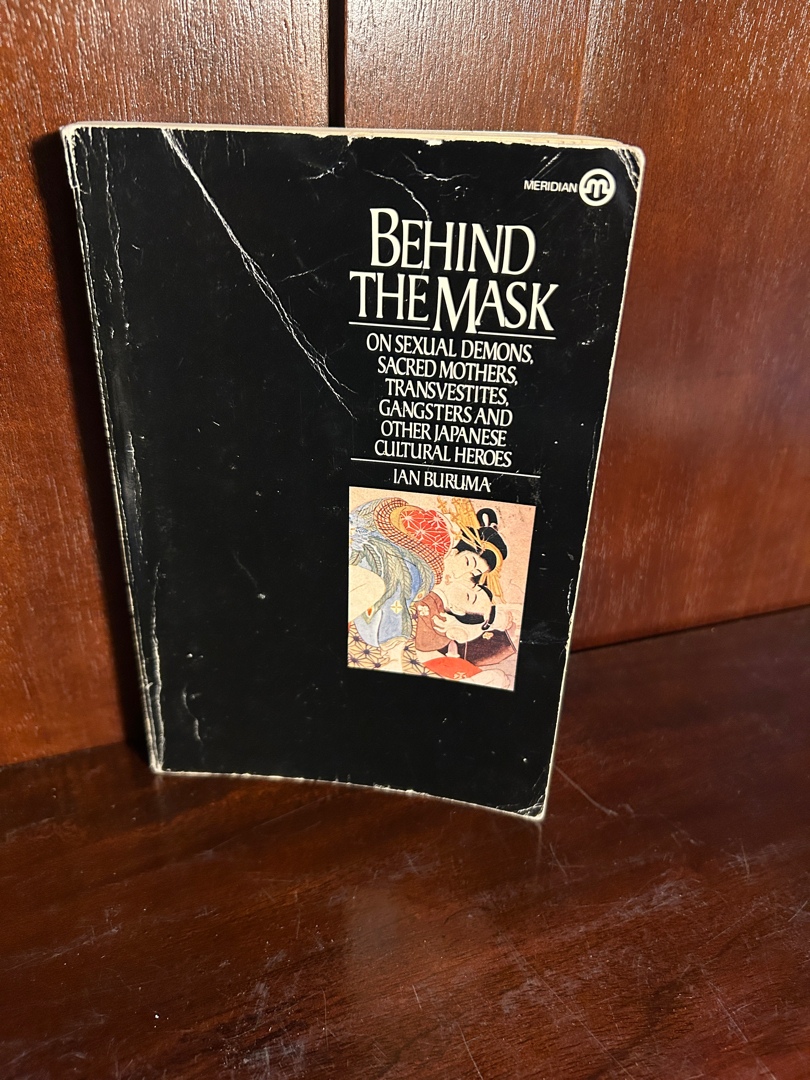 MERIDIAN
BEHIND
THE MASK
ON SEXUAL DEMONS,
SACRED MOTHERS,
TRANSVESTITES,
GANGSTERS AND
OTHER JAPANESE
CULTURAL HEROES
IAN BURUMA